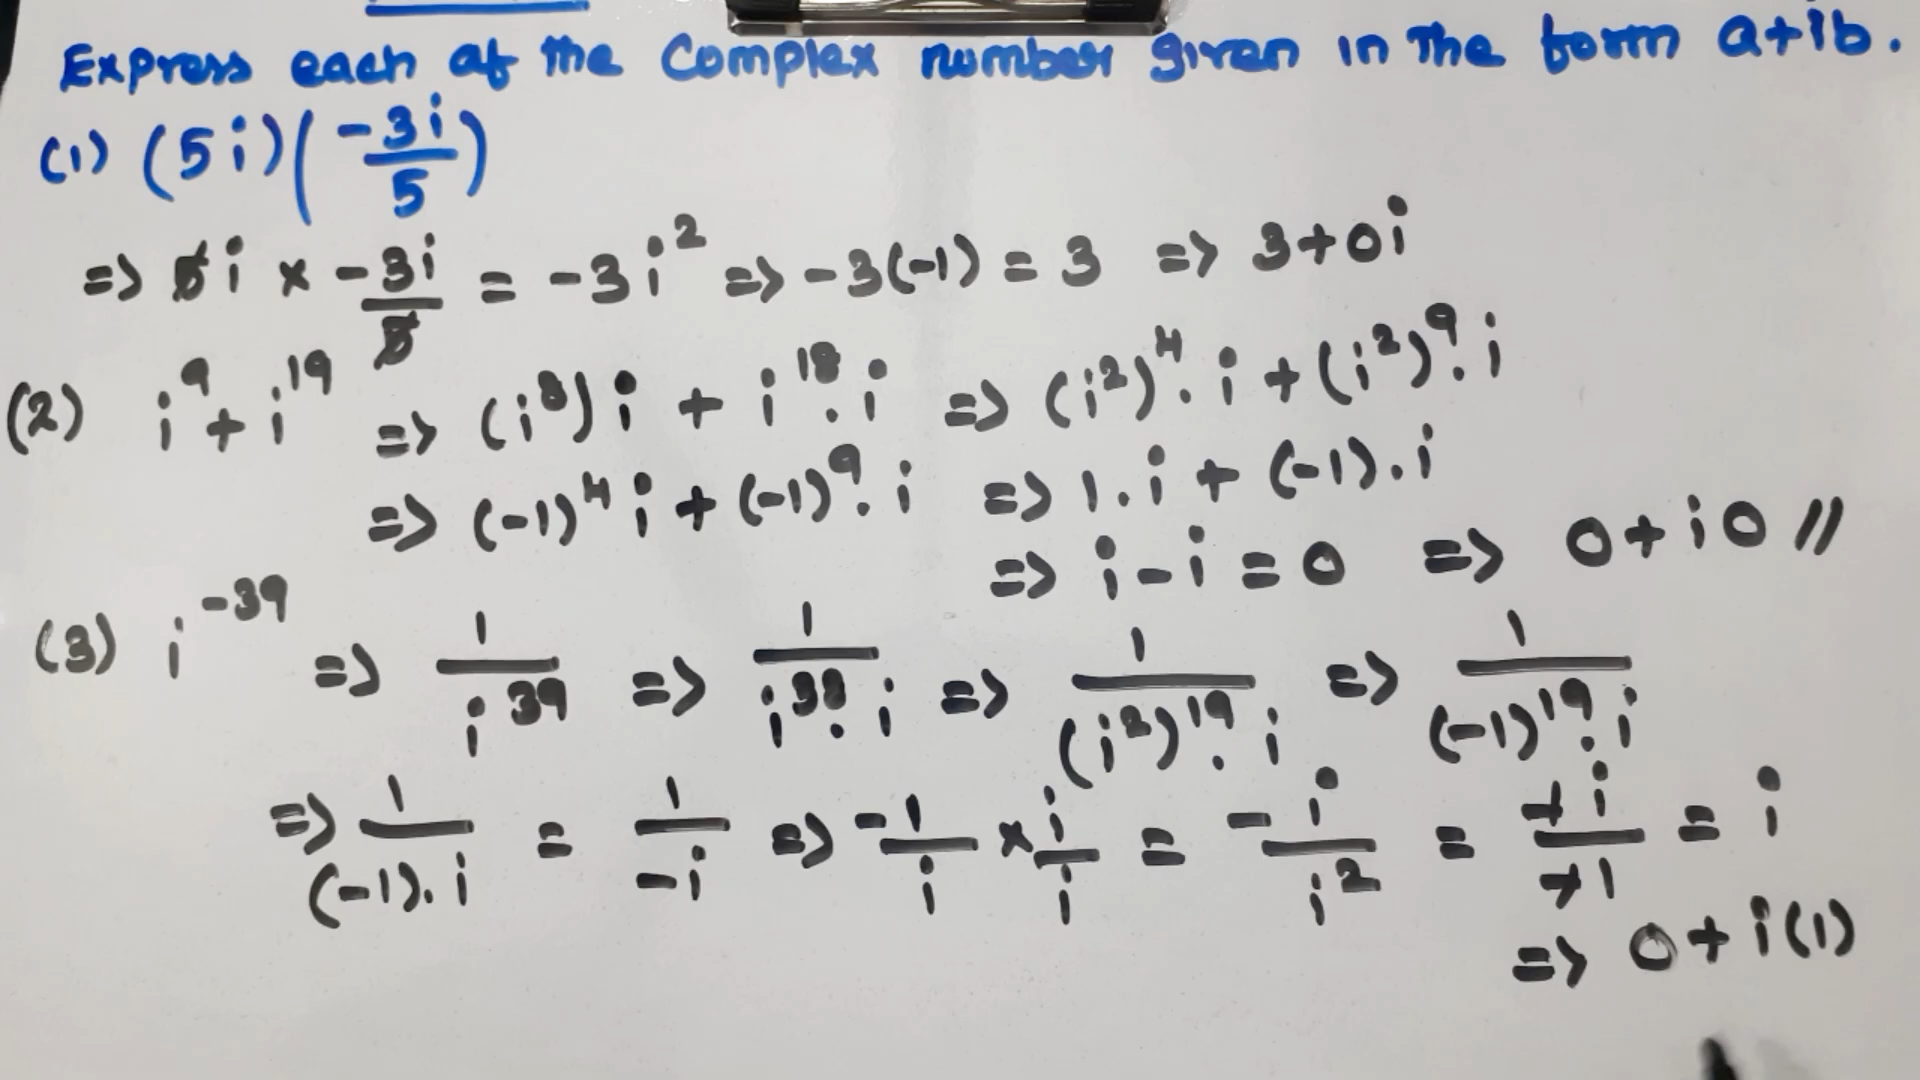 Express each of the Complex number given in the form a+ib.
(1) (5i)(-3i/5)
=> 5i x -3i/5 = -3i² => -3(-1) = 3 => 3+0i
(2) i⁹+i¹⁹ => (i⁸)i + i¹⁸.i => (i²)⁴.i + (i²)⁹.i
=> (-1)⁴i + (-1)⁹.i => 1.i + (-1).i
=> i-i = 0 => 0+i0 //
(3) i⁻³⁹ => 1/i³⁹ => 1/i³⁸.i => 1/(i²)¹⁹.i => 1/(-1)¹⁹.i
=> 1/(-1).i = 1/-i => -1/i x i/i = -i/i² = +i/+1 = i
=> 0+i(1)